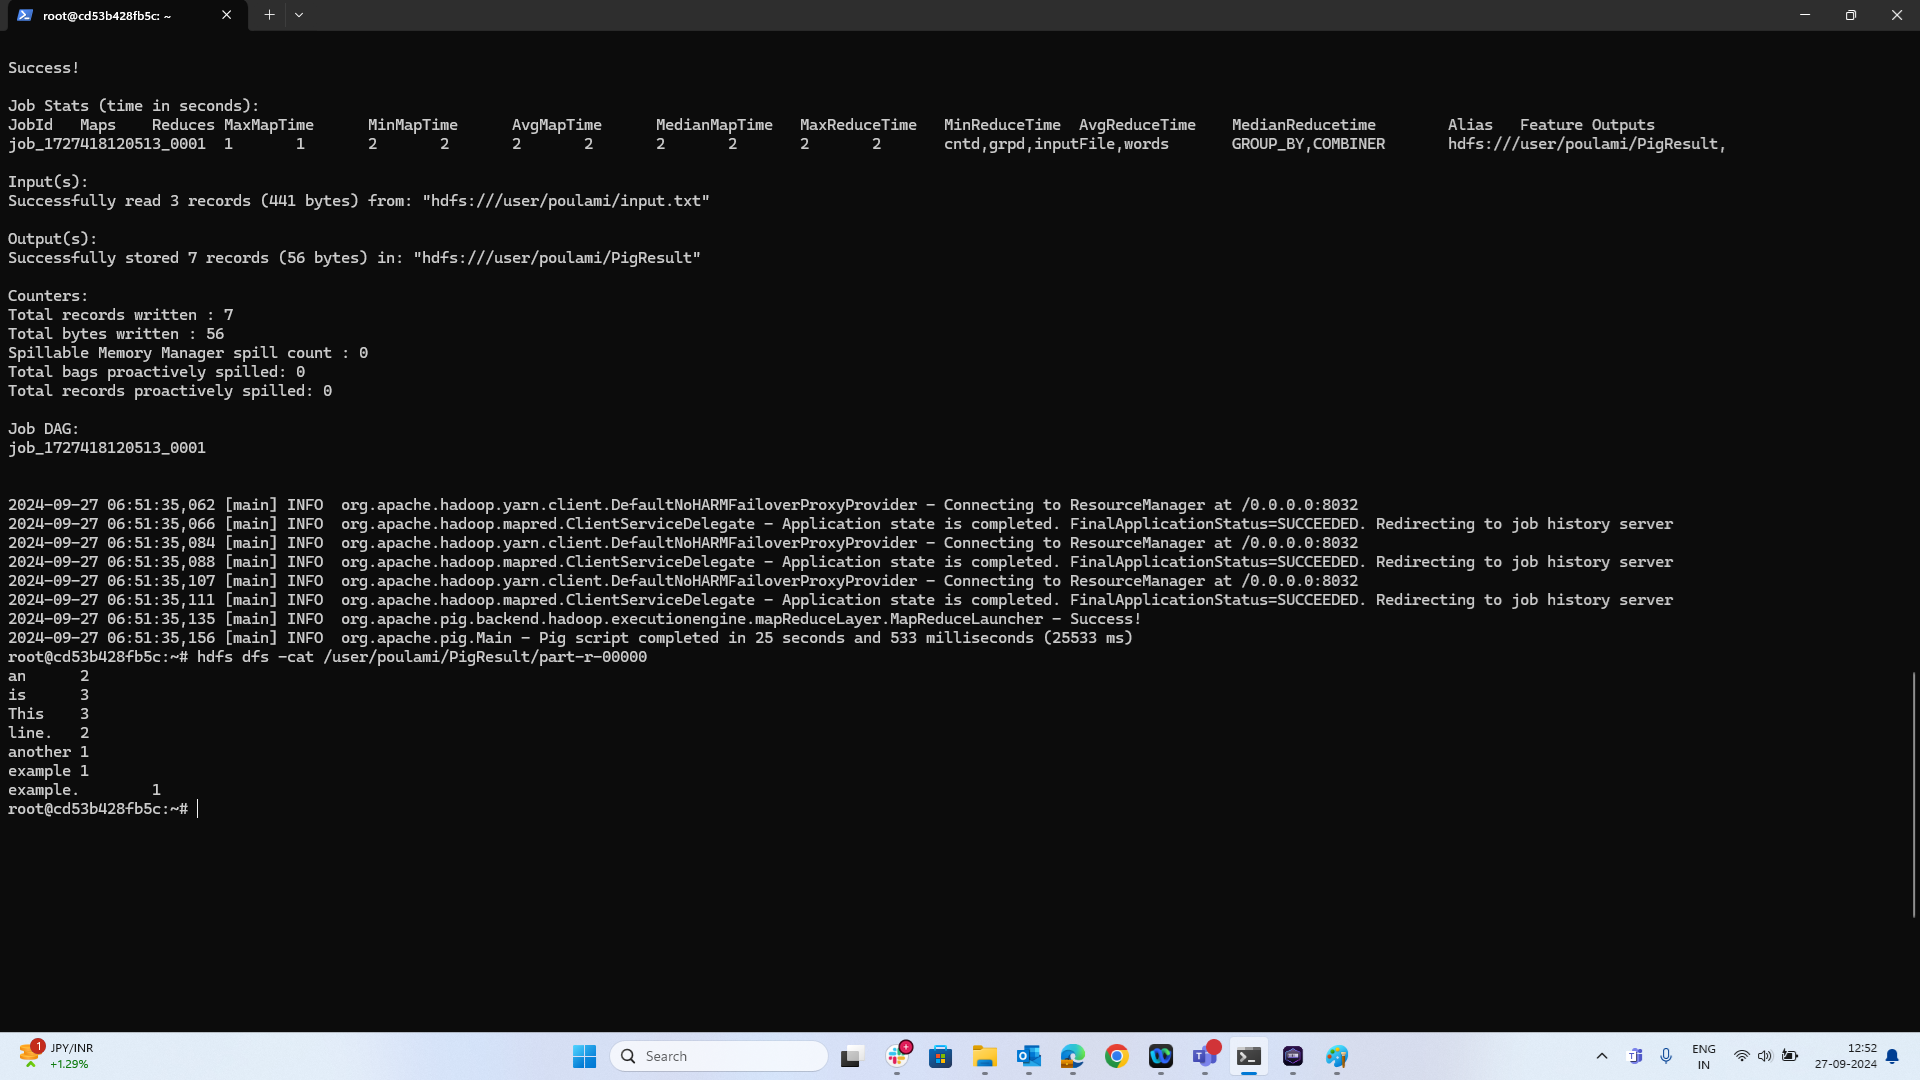 root@cd53b428fb5c: ~
Success!
Job Stats (time in seconds):
JobId   Maps    Reduces MaxMapTime      MinMapTime      AvgMapTime      MedianMapTime   MaxReduceTime   MinReduceTime   AvgReduceTime   MedianReducetime        Alias   Feature Outputs
job_1727418120513_0001  1       1       2       2       2       2       2       2       2       2       cntd,grpd,inputFile,words       GROUP_BY,COMBINER       hdfs:///user/poulami/PigResult,
Input(s):
Successfully read 3 records (441 bytes) from: "hdfs:///user/poulami/input.txt"
Output(s):
Successfully stored 7 records (56 bytes) in: "hdfs:///user/poulami/PigResult"
Counters:
Total records written : 7
Total bytes written : 56
Spillable Memory Manager spill count : 0
Total bags proactively spilled: 0
Total records proactively spilled: 0
Job DAG:
job_1727418120513_0001
2024-09-27 06:51:35,062 [main] INFO  org.apache.hadoop.yarn.client.DefaultNoHARMFailoverProxyProvider - Connecting to ResourceManager at /0.0.0.0:8032
2024-09-27 06:51:35,066 [main] INFO  org.apache.hadoop.mapred.ClientServiceDelegate - Application state is completed. FinalApplicationStatus=SUCCEEDED. Redirecting to job history server
2024-09-27 06:51:35,084 [main] INFO  org.apache.hadoop.yarn.client.DefaultNoHARMFailoverProxyProvider - Connecting to ResourceManager at /0.0.0.0:8032
2024-09-27 06:51:35,088 [main] INFO  org.apache.hadoop.mapred.ClientServiceDelegate - Application state is completed. FinalApplicationStatus=SUCCEEDED. Redirecting to job history server
2024-09-27 06:51:35,107 [main] INFO  org.apache.hadoop.yarn.client.DefaultNoHARMFailoverProxyProvider - Connecting to ResourceManager at /0.0.0.0:8032
2024-09-27 06:51:35,111 [main] INFO  org.apache.hadoop.mapred.ClientServiceDelegate - Application state is completed. FinalApplicationStatus=SUCCEEDED. Redirecting to job history server
2024-09-27 06:51:35,135 [main] INFO  org.apache.pig.backend.hadoop.executionengine.mapReduceLayer.MapReduceLauncher - Success!
2024-09-27 06:51:35,156 [main] INFO  org.apache.pig.Main - Pig script completed in 25 seconds and 533 milliseconds (25533 ms)
root@cd53b428fb5c:~# hdfs dfs -cat /user/poulami/PigResult/part-r-00000
an      2
is      3
This    3
line.   2
another 1
example 1
example.        1
root@cd53b428fb5c:~#
1
JPY/INR
+1.29%
Search
ENG
IN
12:52
27-09-2024